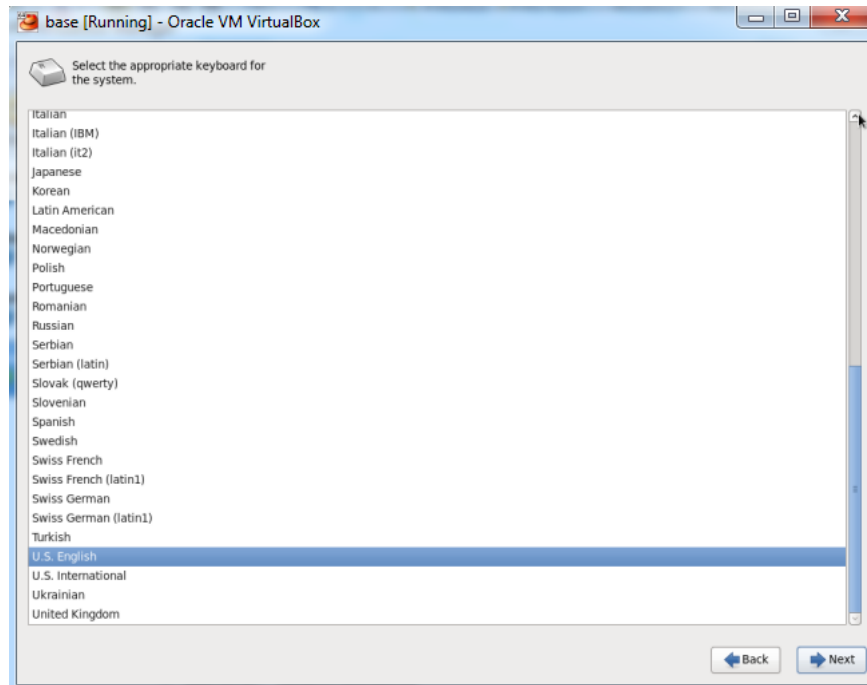 base [Running] - Oracle VM VirtualBox
Select the appropriate keyboard for
the system.
Italian
Italian (IBM)
Italian (it2)
Japanese
Korean
Latin American
Macedonian
Norwegian
Polish
Portuguese
Romanian
Russian
Serbian
Serbian (latin)
Slovak (qwerty)
Slovenian
Spanish
Swedish
Swiss French
Swiss French (latin1)
Swiss German
Swiss German (latin1)
Turkish
U.S. English
U.S. International
Ukrainian
United Kingdom
Back
Next